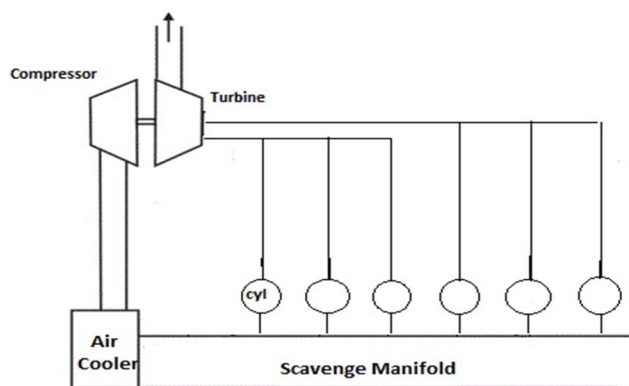 Compressor
Turbine
cyl
Air
Cooler
Scavenge Manifold